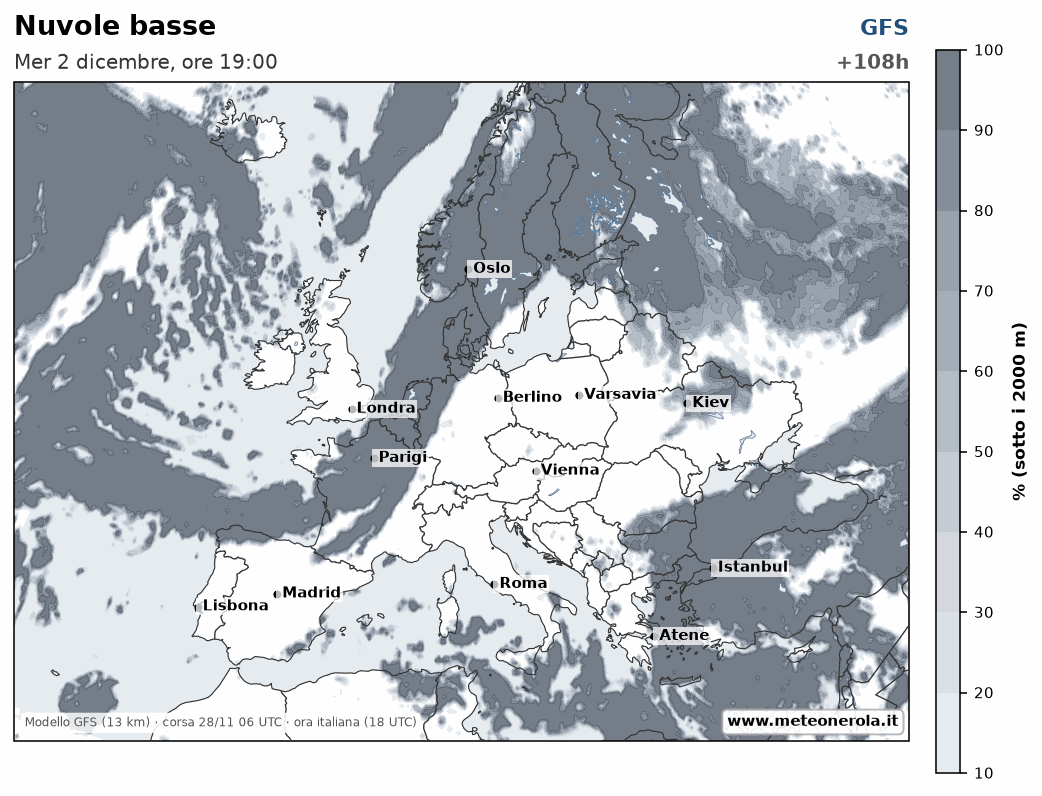 Nuvole basse
GFS
Mer 2 dicembre, ore 19:00
+108h
Oslo
Londra
Berlino
Varsavia
Kiev
Parigi
Vienna
Istanbul
Roma
Madrid
Lisbona
Atene
Modello GFS (13 km) · corsa 28/11 06 UTC · ora italiana (18 UTC)
www.meteonerola.it
100
90
80
70
60
50
40
30
20
10
% (sotto i 2000 m)